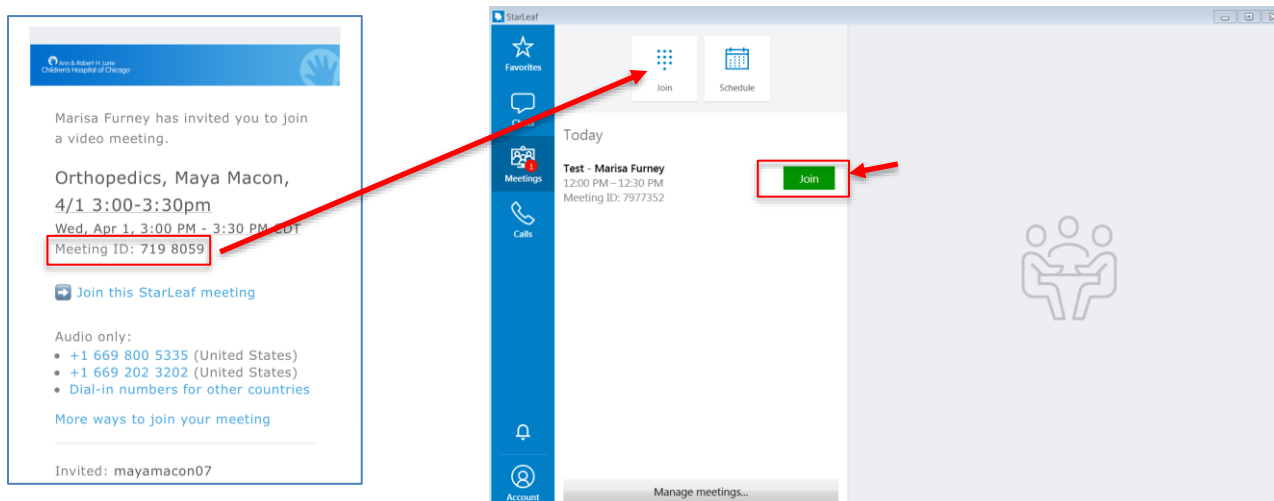 Ann & Robert H. Lurie
Children's Hospital of Chicago®
Marisa Furney has invited you to join
a video meeting.
Orthopedics, Maya Macon,
4/1 3:00-3:30pm
Wed, Apr 1, 3:00 PM - 3:30 PM CDT
Meeting ID: 719 8059
Join this StarLeaf meeting
Audio only:
• +1 669 800 5335 (United States)
• +1 669 202 3202 (United States)
• Dial-in numbers for other countries
More ways to join your meeting
Invited: mayamacon07
StarLeaf
Favorites
Meetings
1
Calls
Account
Join
Schedule
Today
Test - Marisa Furney
12:00 PM – 12:30 PM
Meeting ID: 7977352
Join
Manage meetings...